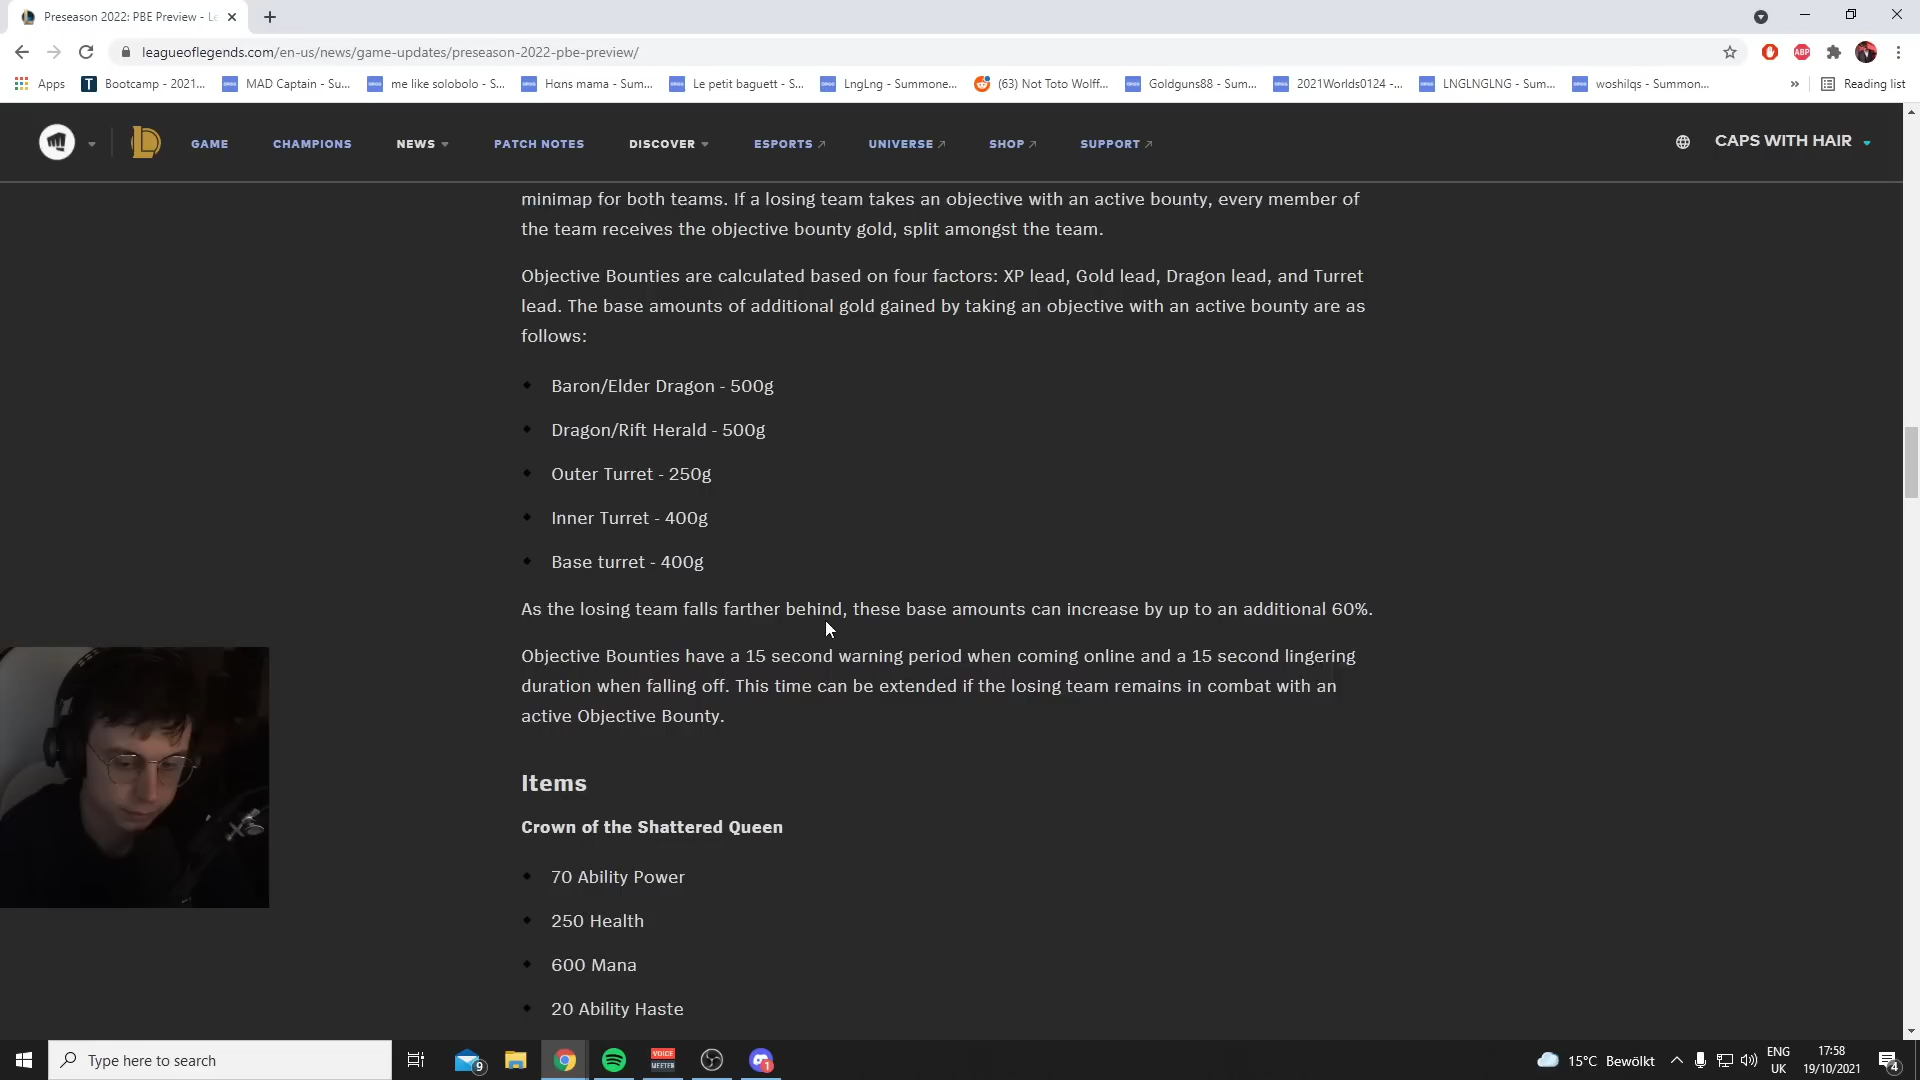 Preseason 2022: PBE Preview - Le
leagueoflegends.com/en-us/news/game-updates/preseason-2022-pbe-preview/
ABP
Apps
T
Bootcamp - 2021...
MAD Captain - Su...
me like solobolo - S...
Hans mama - Sum...
Le petit baguett - S...
LngLng - Summone...
(63) Not Toto Wolff...
Goldguns88 - Sum...
2021Worlds0124 -...
LNGLNGLNG - Sum...
woshilqs - Summon...
»
Reading list
GAME
CHAMPIONS
NEWS
PATCH NOTES
DISCOVER
ESPORTS
UNIVERSE
SHOP
SUPPORT
CAPS WITH HAIR
minimap for both teams. If a losing team takes an objective with an active bounty, every member of
the team receives the objective bounty gold, split amongst the team.
Objective Bounties are calculated based on four factors: XP lead, Gold lead, Dragon lead, and Turret
lead. The base amounts of additional gold gained by taking an objective with an active bounty are as
follows:
Baron/Elder Dragon - 500g
Dragon/Rift Herald - 500g
Outer Turret - 250g
Inner Turret - 400g
Base turret - 400g
As the losing team falls farther behind, these base amounts can increase by up to an additional 60%.
Objective Bounties have a 15 second warning period when coming online and a 15 second lingering
duration when falling off. This time can be extended if the losing team remains in combat with an
active Objective Bounty.
Items
Crown of the Shattered Queen
70 Ability Power
250 Health
600 Mana
20 Ability Haste
Type here to search
9
VOICE
MEETER
1
15°C Bewölkt
ENG
UK
17:58
19/10/2021
4